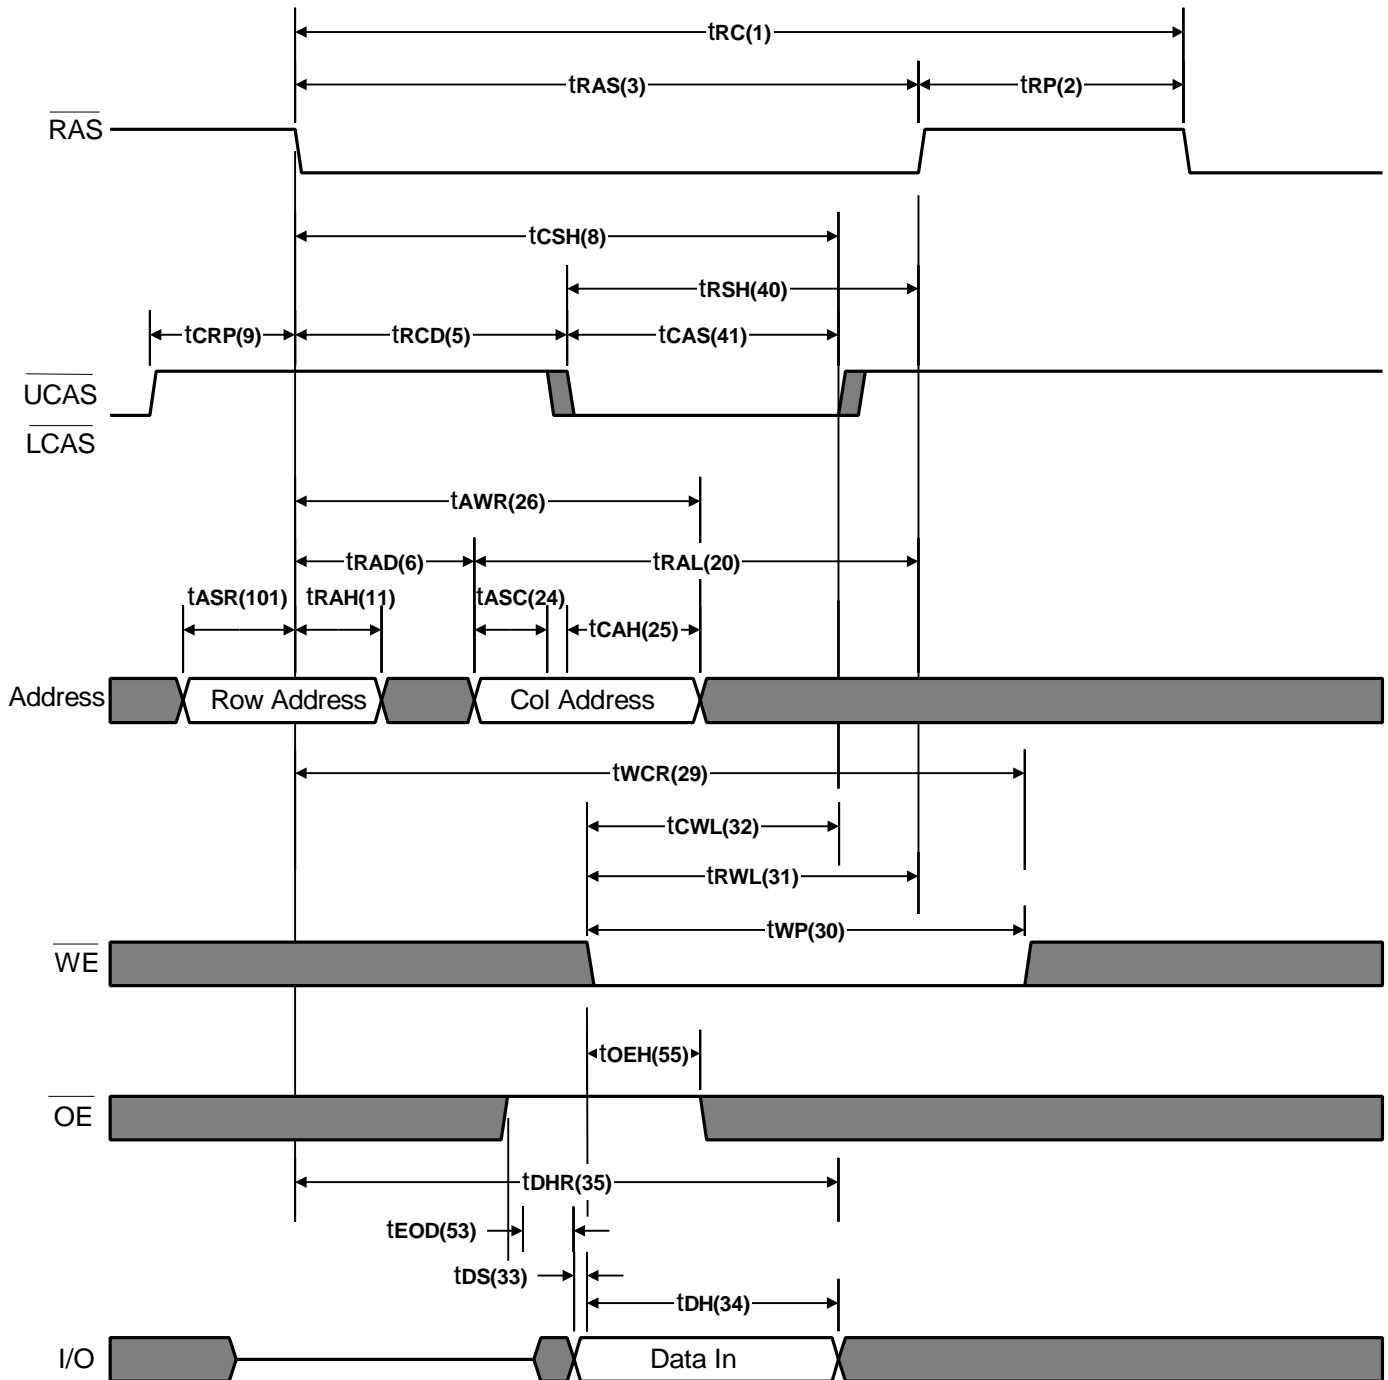 tRC(1)
tRAS(3)
tRP(2)
RAS
tCSH(8)
tRSH(40)
tCRP(9)
tRCD(5)
tCAS(41)
UCAS
LCAS
tAWR(26)
tRAD(6)
tRAL(20)
tASR(101)
tRAH(11)
tASC(24)
tCAH(25)
Address
Row Address
Col Address
tWCR(29)
tCWL(32)
tRWL(31)
tWP(30)
WE
tOEH(55)
OE
tDHR(35)
tEOD(53)
tDS(33)
tDH(34)
I/O
Data In